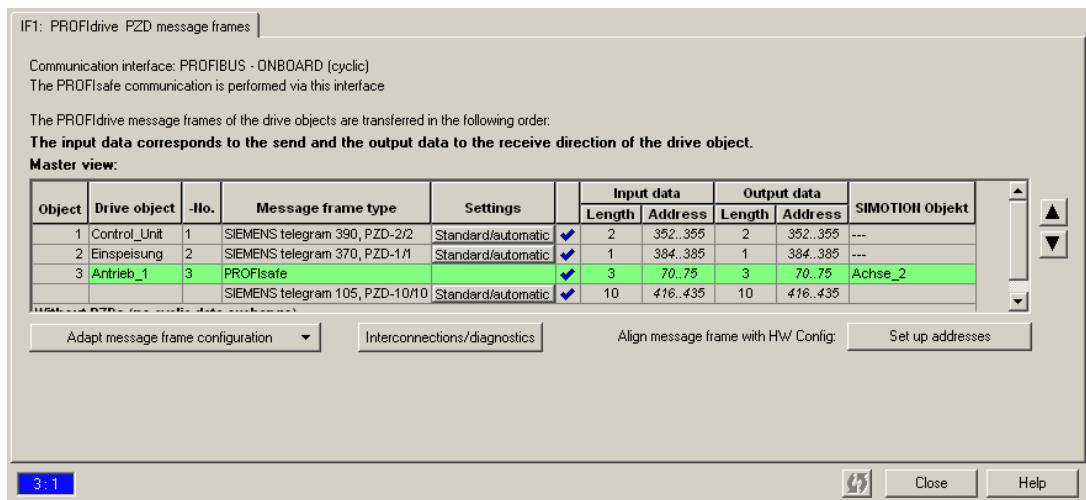 IF1: PROFIdrive PZD message frames
Communication interface: PROFIBUS - ONBOARD (cyclic)
The PROFIsafe communication is performed via this interface
The PROFIdrive message frames of the drive objects are transferred in the following order:
The input data corresponds to the send and the output data to the receive direction of the drive object.
Master view:
Object Drive object -No. Message frame type Settings Input data Output data SIMOTION Objekt
Length Address Length Address
1 Control_Unit 1 SIEMENS telegram 390, PZD-2/2 Standard/automatic 2 352..355 2 352..355 ---
2 Einspeisung 2 SIEMENS telegram 370, PZD-1/1 Standard/automatic 1 384..385 1 384..385 ---
3 Antrieb_1 3 PROFIsafe 3 70..75 3 70..75 Achse_2
SIEMENS telegram 105, PZD-10/10 Standard/automatic 10 416..435 10 416..435
Without PZDs (no cyclic data exchange)
Adapt message frame configuration Interconnections/diagnostics Align message frame with HW Config: Set up addresses
3 : 1 Close Help